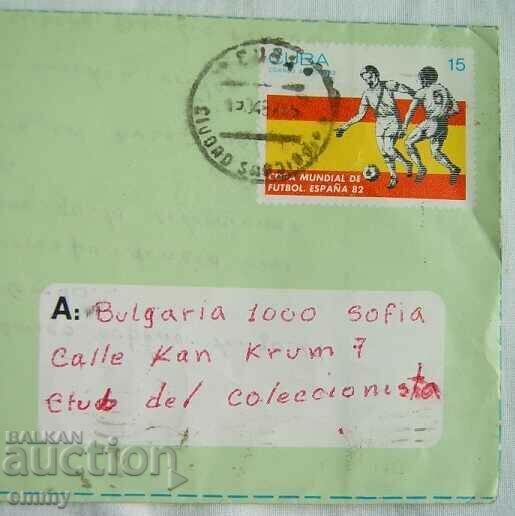 CUBA
15
COPA MUNDIAL DE
FUTBOL. ESPAÑA 82
A: Bulgaria 1000 Sofia
Calle Kan Krum 7
Club del coleccionista
BALKAN
auction
emmy